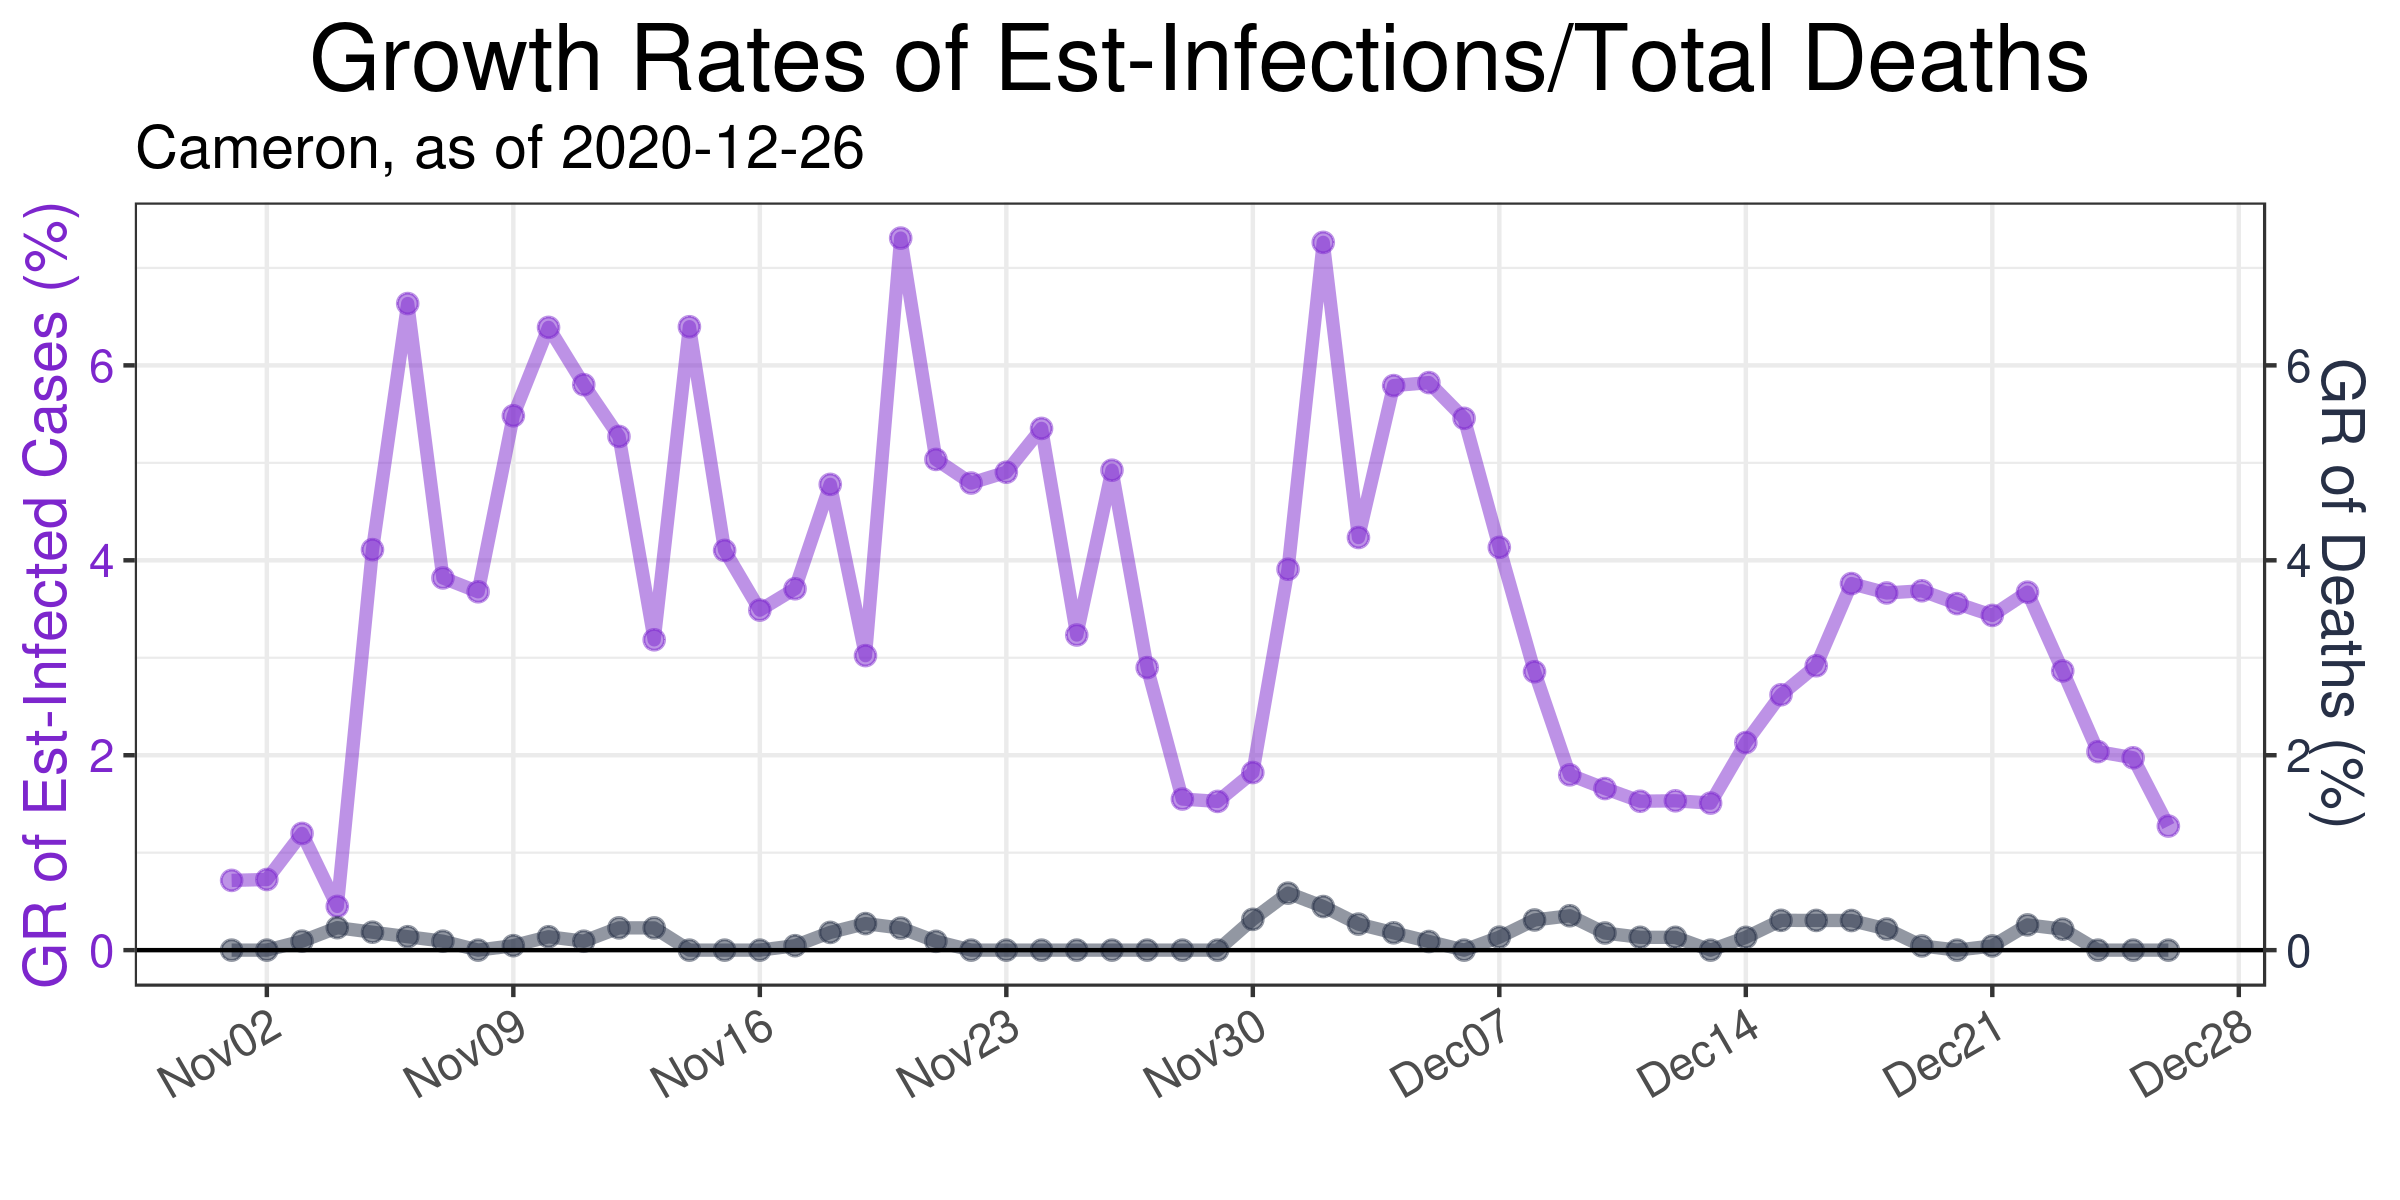 Growth Rates of Est-Infections/Total Deaths
Cameron, as of 2020-12-26
GR of Est-Infected Cases (%)
6
4
2
0
6
4
2
0
GR of Deaths (%)
Nov02
Nov09
Nov16
Nov23
Nov30
Dec07
Dec14
Dec21
Dec28